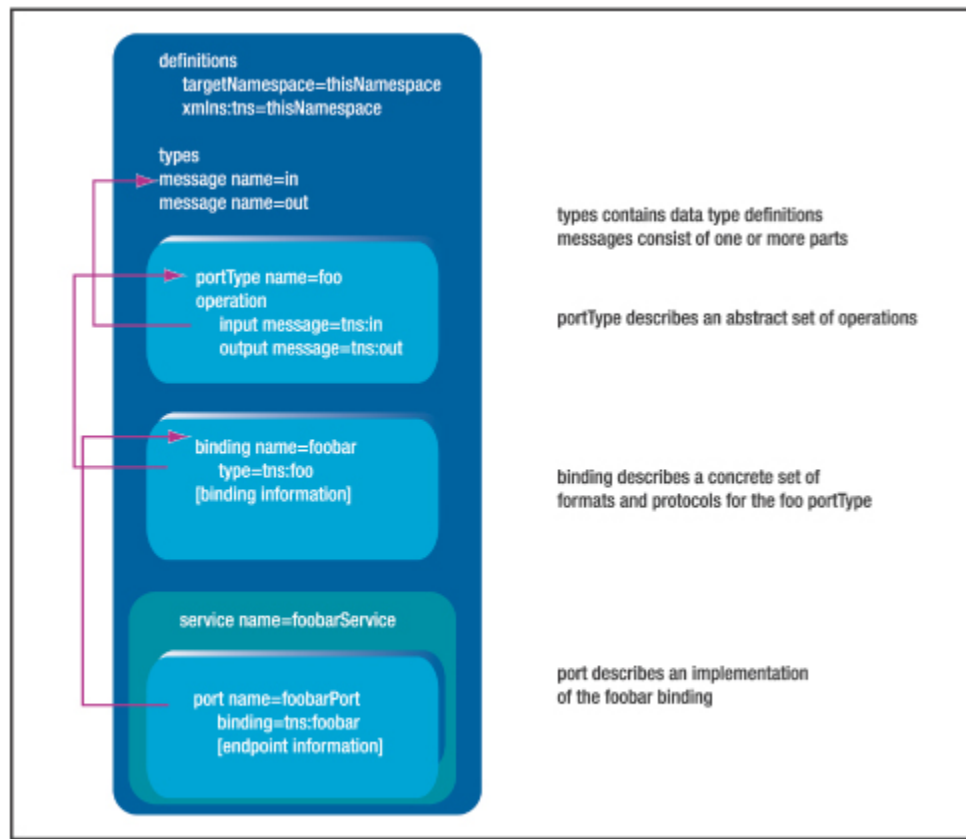 definitions
targetNamespace=thisNamespace
xmlns:tns=thisNamespace
types
message name=in
message name=out
types contains data type definitions
messages consist of one or more parts
portType name=foo
operation
input message=tns:in
output message=tns:out
portType describes an abstract set of operations
binding name=foobar
type=tns:foo
[binding information]
binding describes a concrete set of
formats and protocols for the foo portType
service name=foobarService
port name=foobarPort
binding=tns:foobar
[endpoint information]
port describes an implementation
of the foobar binding